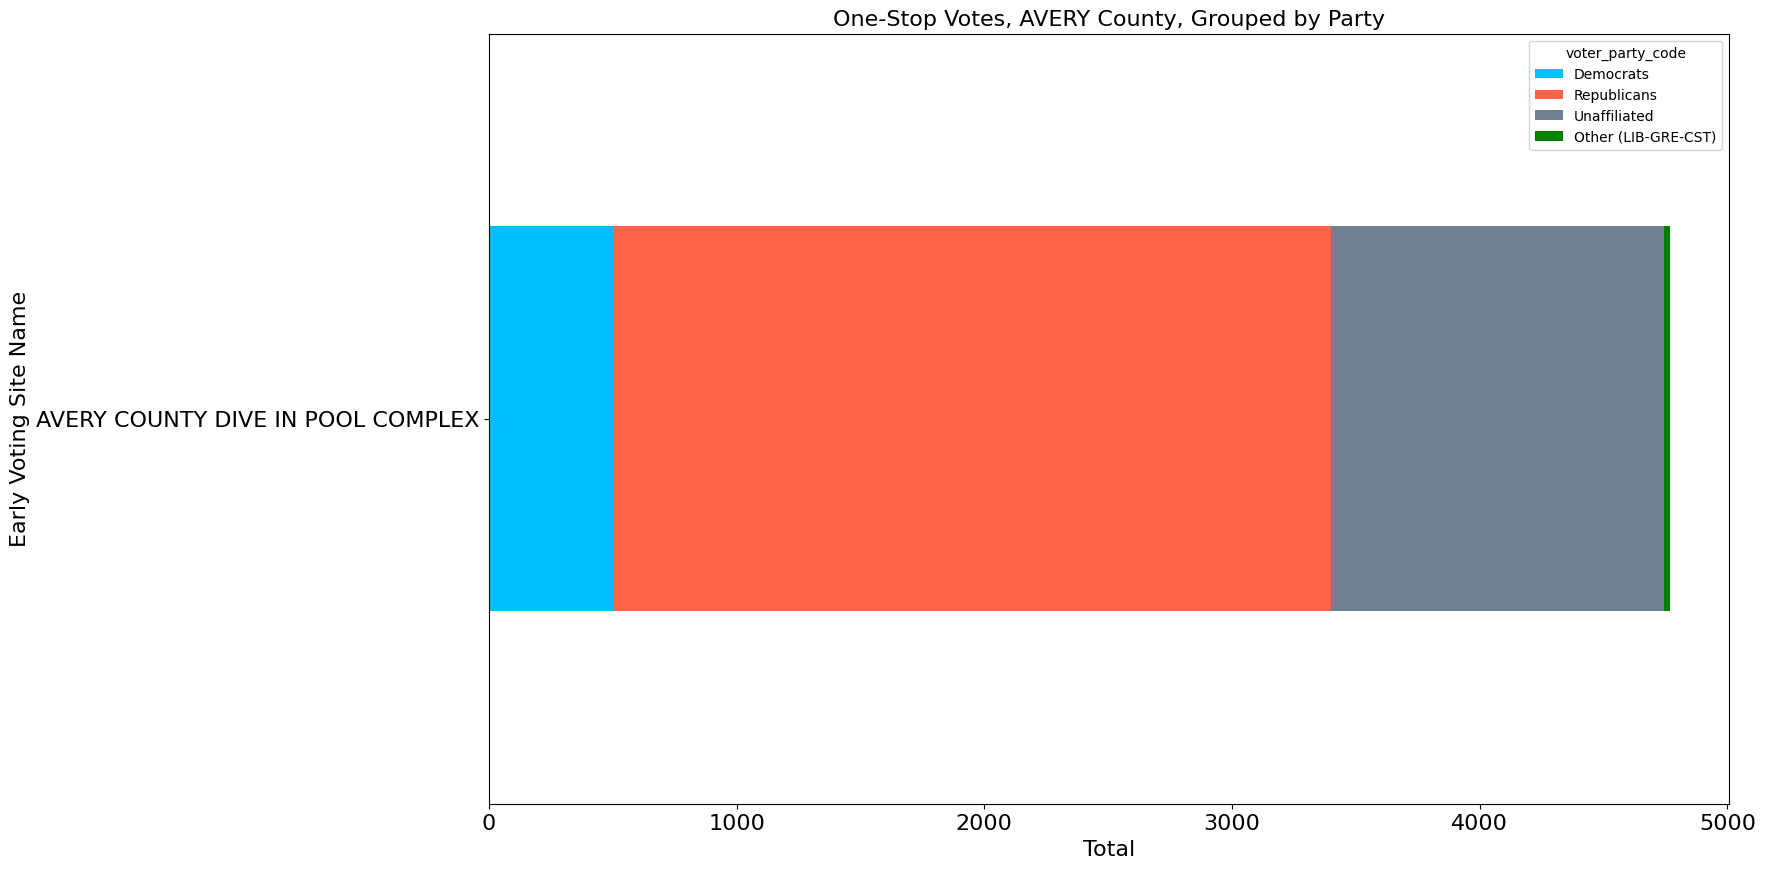 One-Stop Votes, AVERY County, Grouped by Party
voter_party_code
Democrats
Republicans
Unaffiliated
Other (LIB-GRE-CST)
Early Voting Site Name
AVERY COUNTY DIVE IN POOL COMPLEX
0 1000 2000 3000 4000 5000
Total